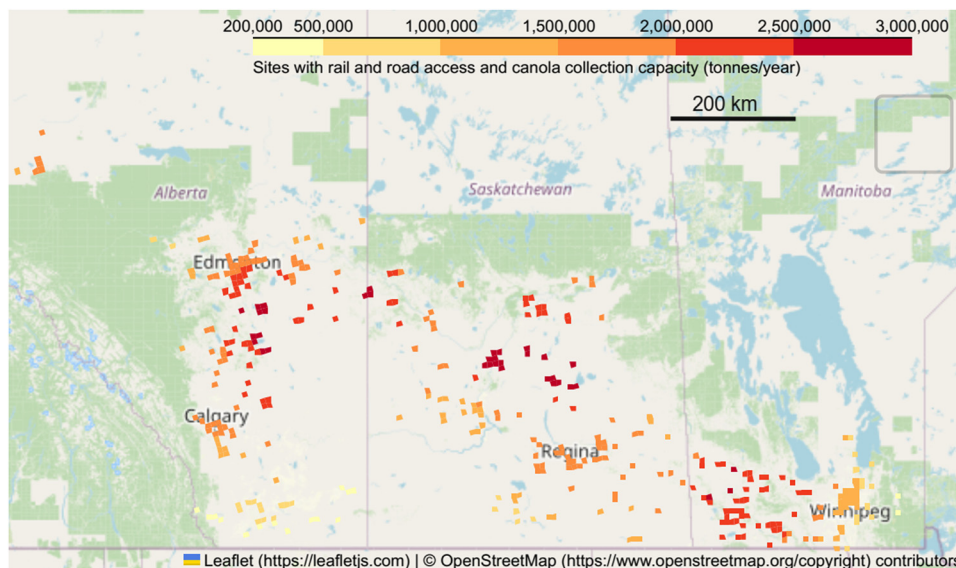 200,000 500,000 1,000,000 1,500,000 2,000,000 2,500,000 3,000,000
Sites with rail and road access and canola collection capacity (tonnes/year)
200 km
Alberta Saskatchewan Manitoba
Edmonton
Calgary
Regina
Winnipeg
Leaflet (https://leafletjs.com) | © OpenStreetMap (https://www.openstreetmap.org/copyright) contributors